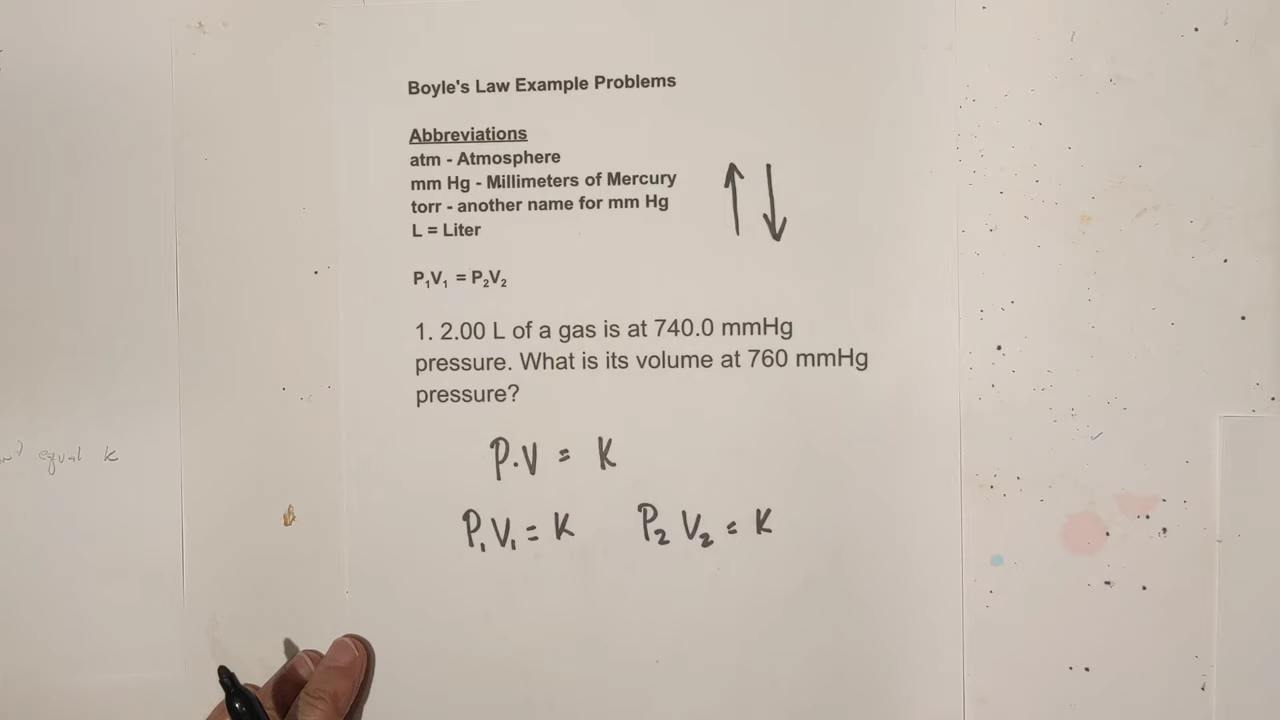 Boyle's Law Example Problems
Abbreviations
atm - Atmosphere
mm Hg - Millimeters of Mercury
torr - another name for mm Hg
L = Liter
P₁V₁ = P₂V₂
1. 2.00 L of a gas is at 740.0 mmHg
pressure. What is its volume at 760 mmHg
pressure?
P.V = K
P₁V₁ = K P₂ V₂ = K
equal k